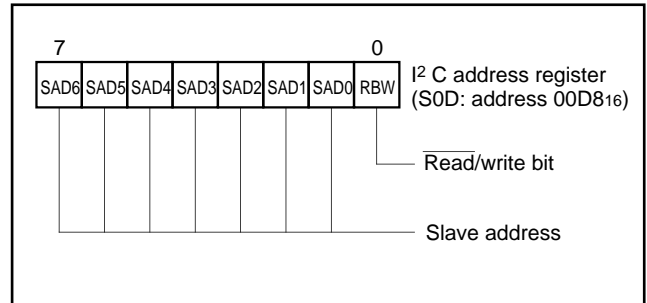 7 0
SAD6 SAD5 SAD4 SAD3 SAD2 SAD1 SAD0 RBW
I² C address register
(S0D: address 00D8₁₆)
Read/write bit
Slave address